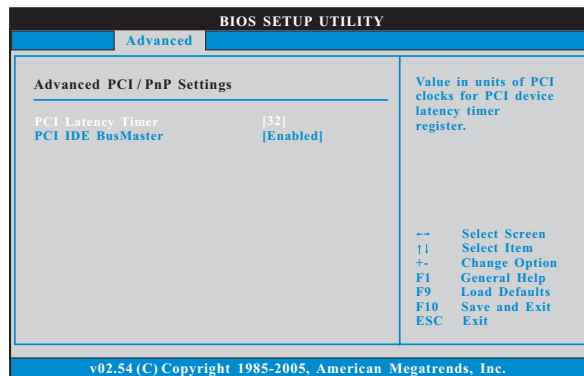 BIOS SETUP UTILITY
Advanced
Advanced PCI / PnP Settings
PCI Latency Timer [32]
PCI IDE BusMaster [Enabled]
Value in units of PCI
clocks for PCI device
latency timer
register.
←→ Select Screen
↑↓ Select Item
+- Change Option
F1 General Help
F9 Load Defaults
F10 Save and Exit
ESC Exit
v02.54 (C) Copyright 1985-2005, American Megatrends, Inc.